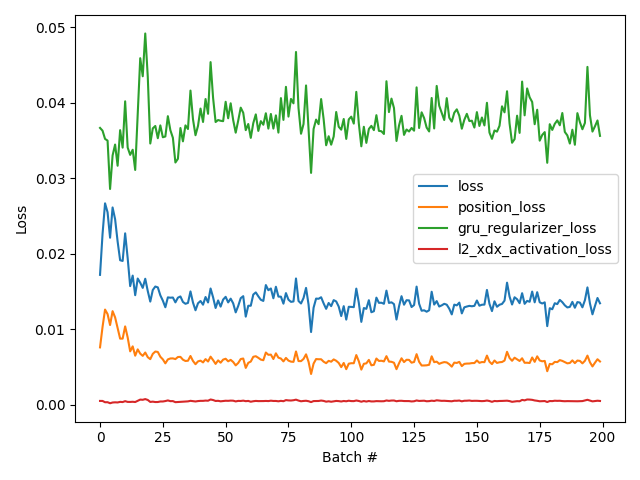 0.05
0.04
0.03
0.02
0.01
0.00
Loss
loss
position_loss
gru_regularizer_loss
l2_xdx_activation_loss
0 25 50 75 100 125 150 175 200
Batch #